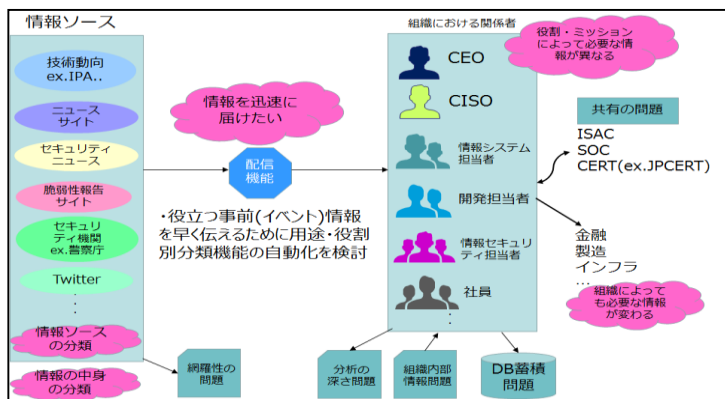 情報ソース
技術動向
ex.IPA..
ニュース
サイト
セキュリティ
ニュース
脆弱性報告
サイト
セキュリ
ティ機関
ex.警察庁
Twitter
⋮
情報ソース
の分類
情報の中身
の分類
網羅性の
問題
情報を迅速に
届けたい
配信
機能
・役立つ事前(イベント)情報
を早く伝えるために用途・役割
別分類機能の自動化を検討
組織における関係者
CEO
CISO
情報システム
担当者
開発担当者
情報セキュリ
ティ担当者
社員
⋮
役割・ミッション
によって必要な情
報が異なる
共有の問題
ISAC
SOC
CERT(ex.JPCERT)
金融
製造
インフラ
…
組織によって
も必要な情報
が変わる
分析の
深さ問題
組織内部
情報問題
DB蓄積
問題